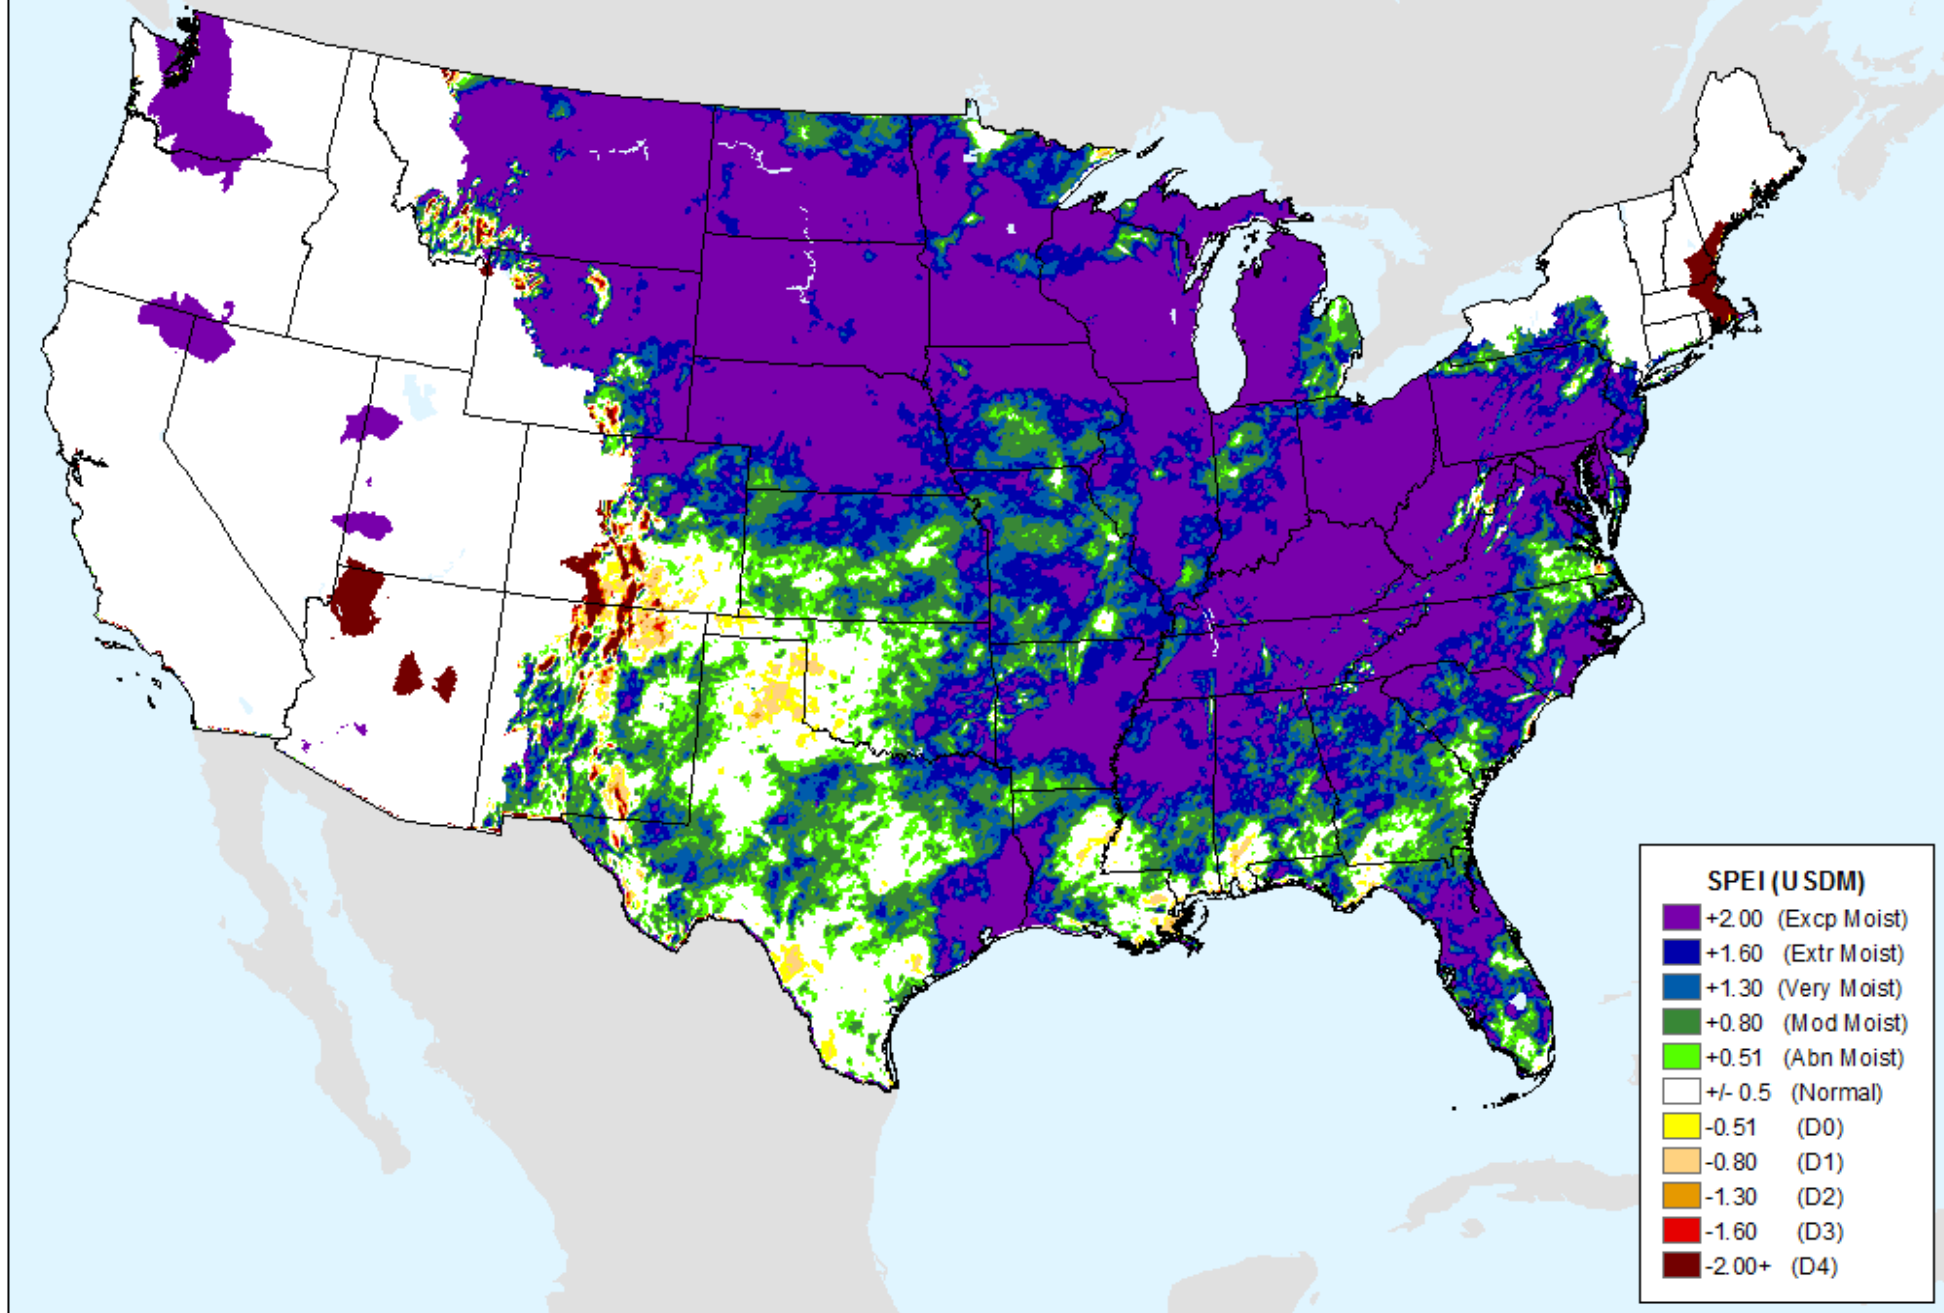 SPEI (USDM)
+2.00 (Excp Moist)
+1.60 (Extr Moist)
+1.30 (Very Moist)
+0.80 (Mod Moist)
+0.51 (Abn Moist)
+/- 0.5 (Normal)
-0.51 (D0)
-0.80 (D1)
-1.30 (D2)
-1.60 (D3)
-2.00+ (D4)